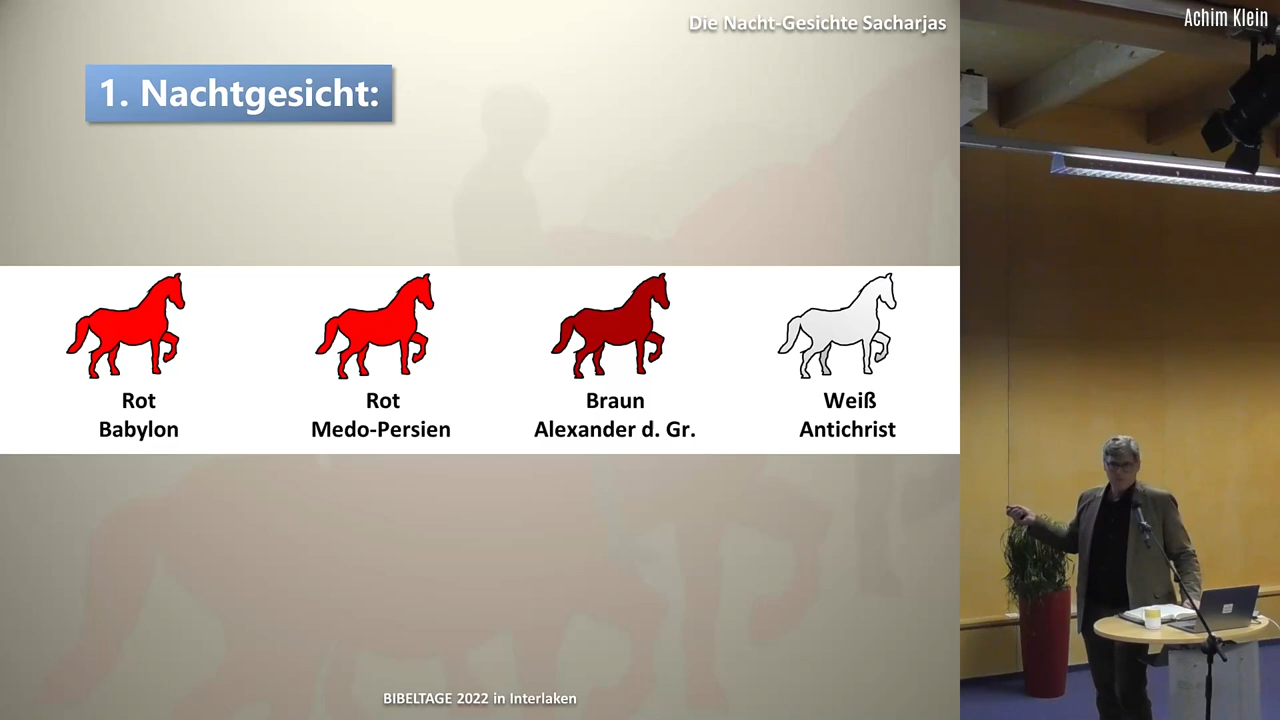 Die Nacht-Gesichte Sacharjas
Achim Klein
1. Nachtgesicht:
Rot
Babylon
Rot
Medo-Persien
Braun
Alexander d. Gr.
Weiß
Antichrist
BIBELTAGE 2022 in Interlaken